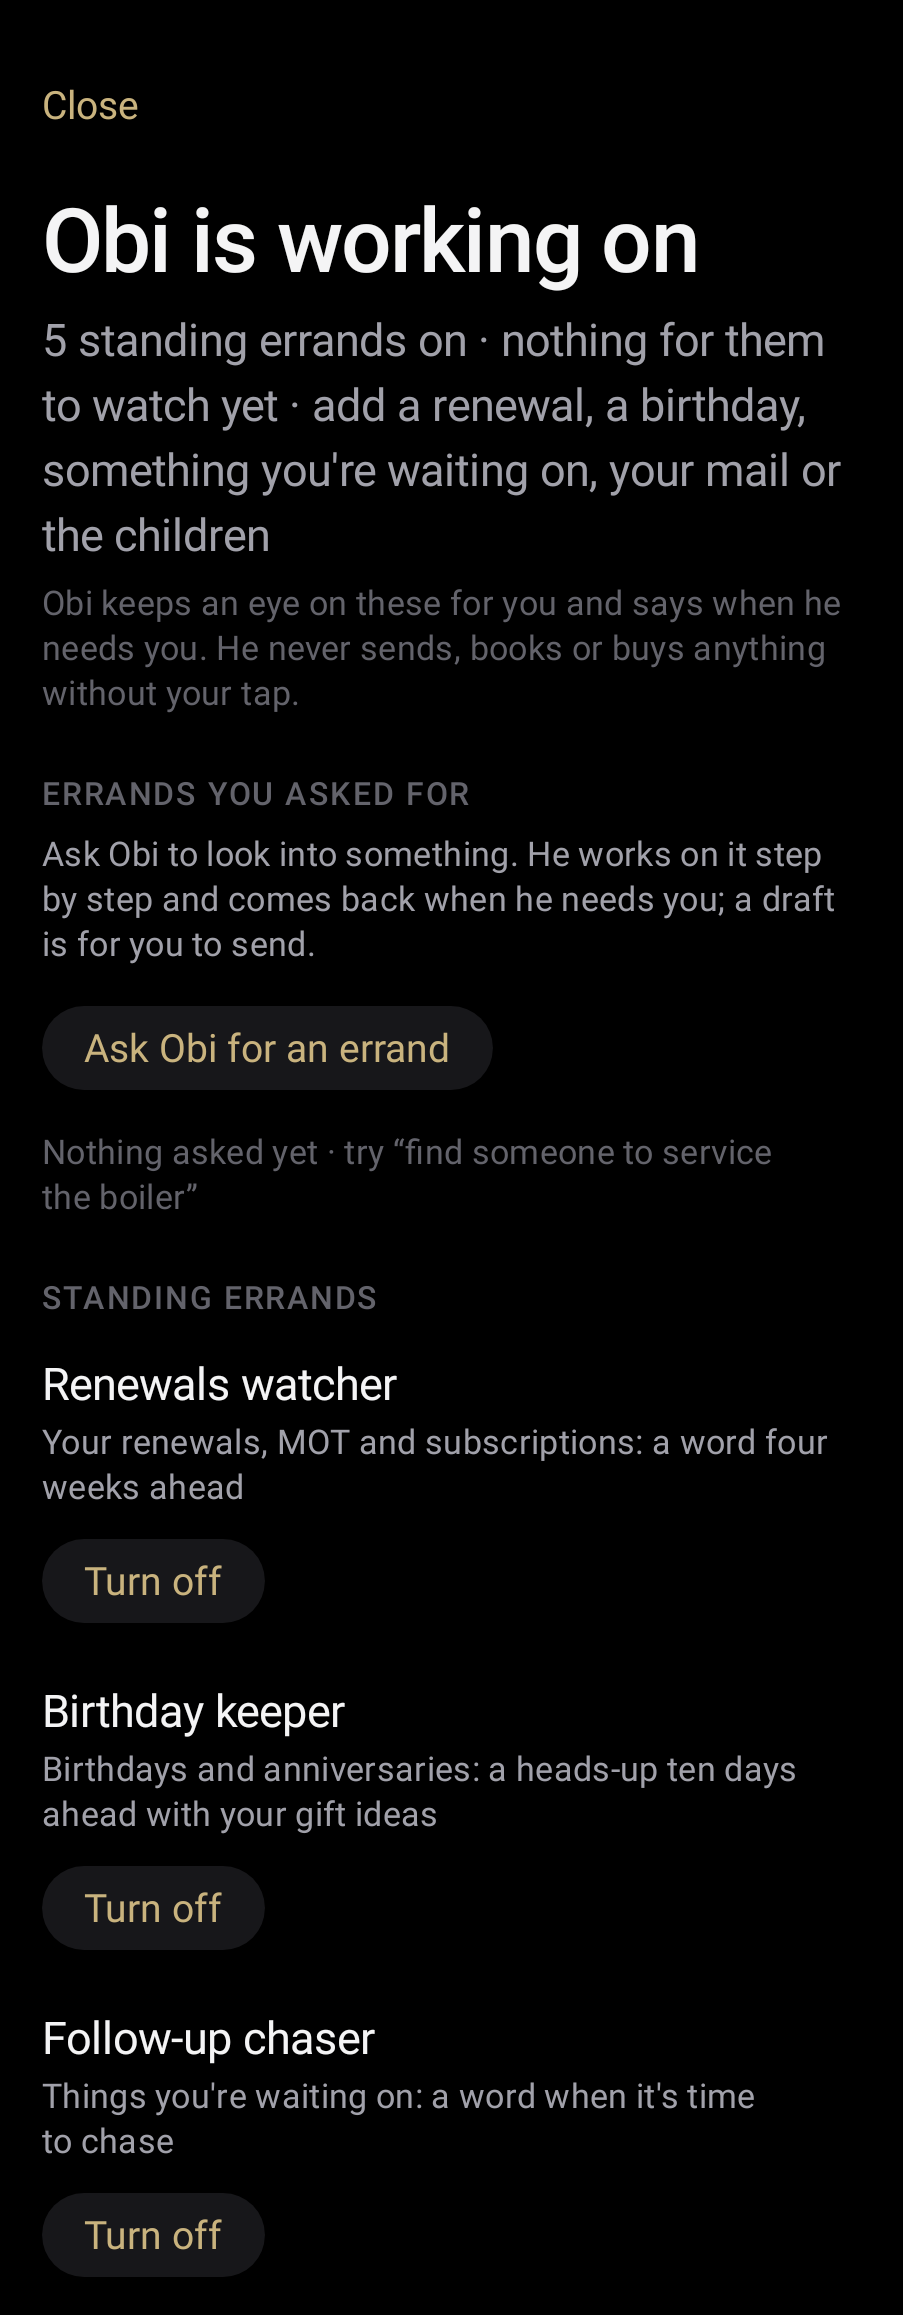 Close
Obi is working on
5 standing errands on · nothing for them
to watch yet · add a renewal, a birthday,
something you're waiting on, your mail or
the children
Obi keeps an eye on these for you and says when he
needs you. He never sends, books or buys anything
without your tap.
ERRANDS YOU ASKED FOR
Ask Obi to look into something. He works on it step
by step and comes back when he needs you; a draft
is for you to send.
Ask Obi for an errand
Nothing asked yet · try “find someone to service
the boiler”
STANDING ERRANDS
Renewals watcher
Your renewals, MOT and subscriptions: a word four
weeks ahead
Turn off
Birthday keeper
Birthdays and anniversaries: a heads-up ten days
ahead with your gift ideas
Turn off
Follow-up chaser
Things you're waiting on: a word when it's time
to chase
Turn off